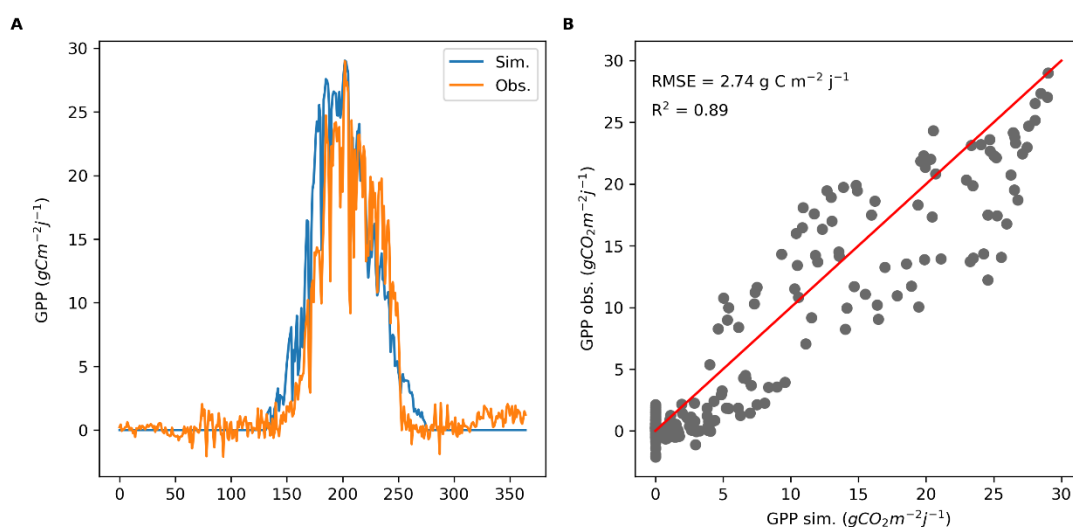 A
GPP (gCm⁻²j⁻¹)
30
25
20
15
10
5
0
0 50 100 150 200 250 300 350
Sim.
Obs.
B
GPP obs. (gCO₂m⁻²j⁻¹)
30
25
20
15
10
5
0
RMSE = 2.74 g C m⁻² j⁻¹
R² = 0.89
0 5 10 15 20 25 30
GPP sim. (gCO₂m⁻²j⁻¹)